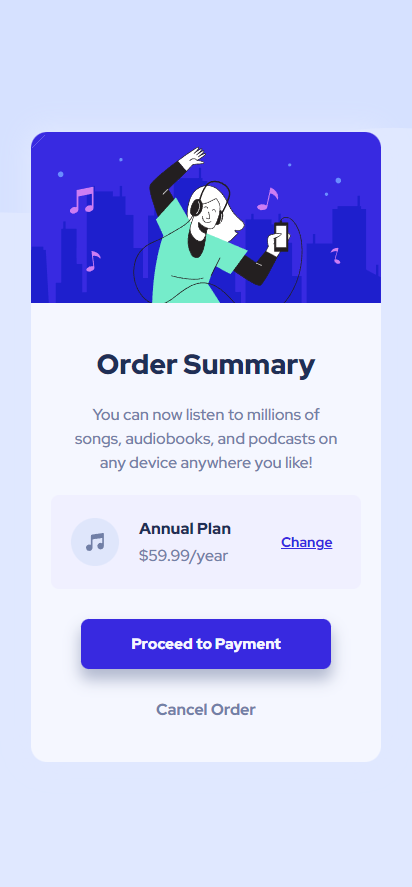 Order Summary
You can now listen to millions of
songs, audiobooks, and podcasts on
any device anywhere you like!
Annual Plan
$59.99/year
Change
Proceed to Payment
Cancel Order